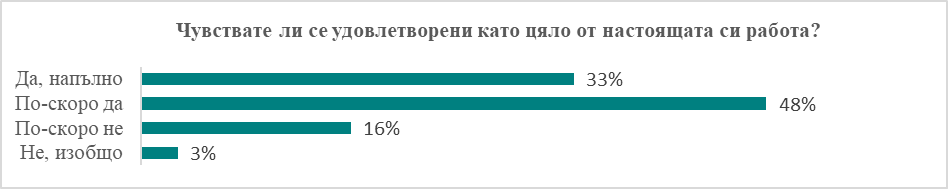 Чувствате ли се удовлетворени като цяло от настоящата си работа?
Да, напълно 33%
По-скоро да 48%
По-скоро не 16%
Не, изобщо 3%